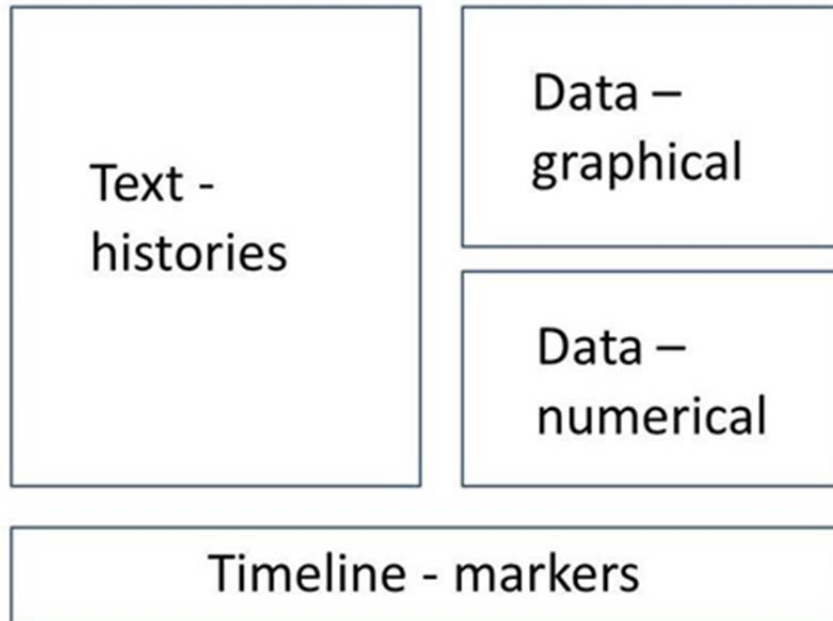 Text -
histories
Data –
graphical
Data –
numerical
Timeline - markers